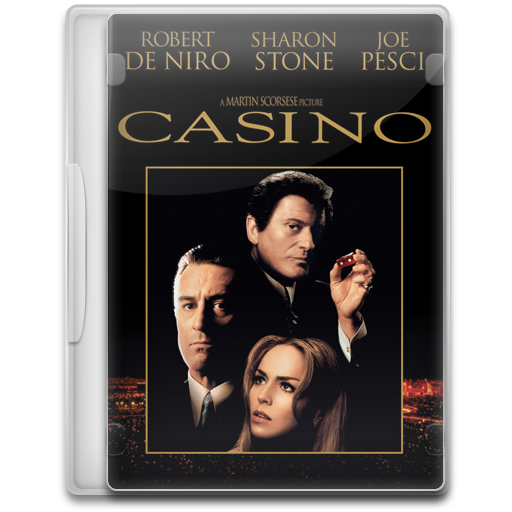 ROBERT SHARON JOE
DE NIRO STONE PESCI
A MARTIN SCORSESE PICTURE
CASINO